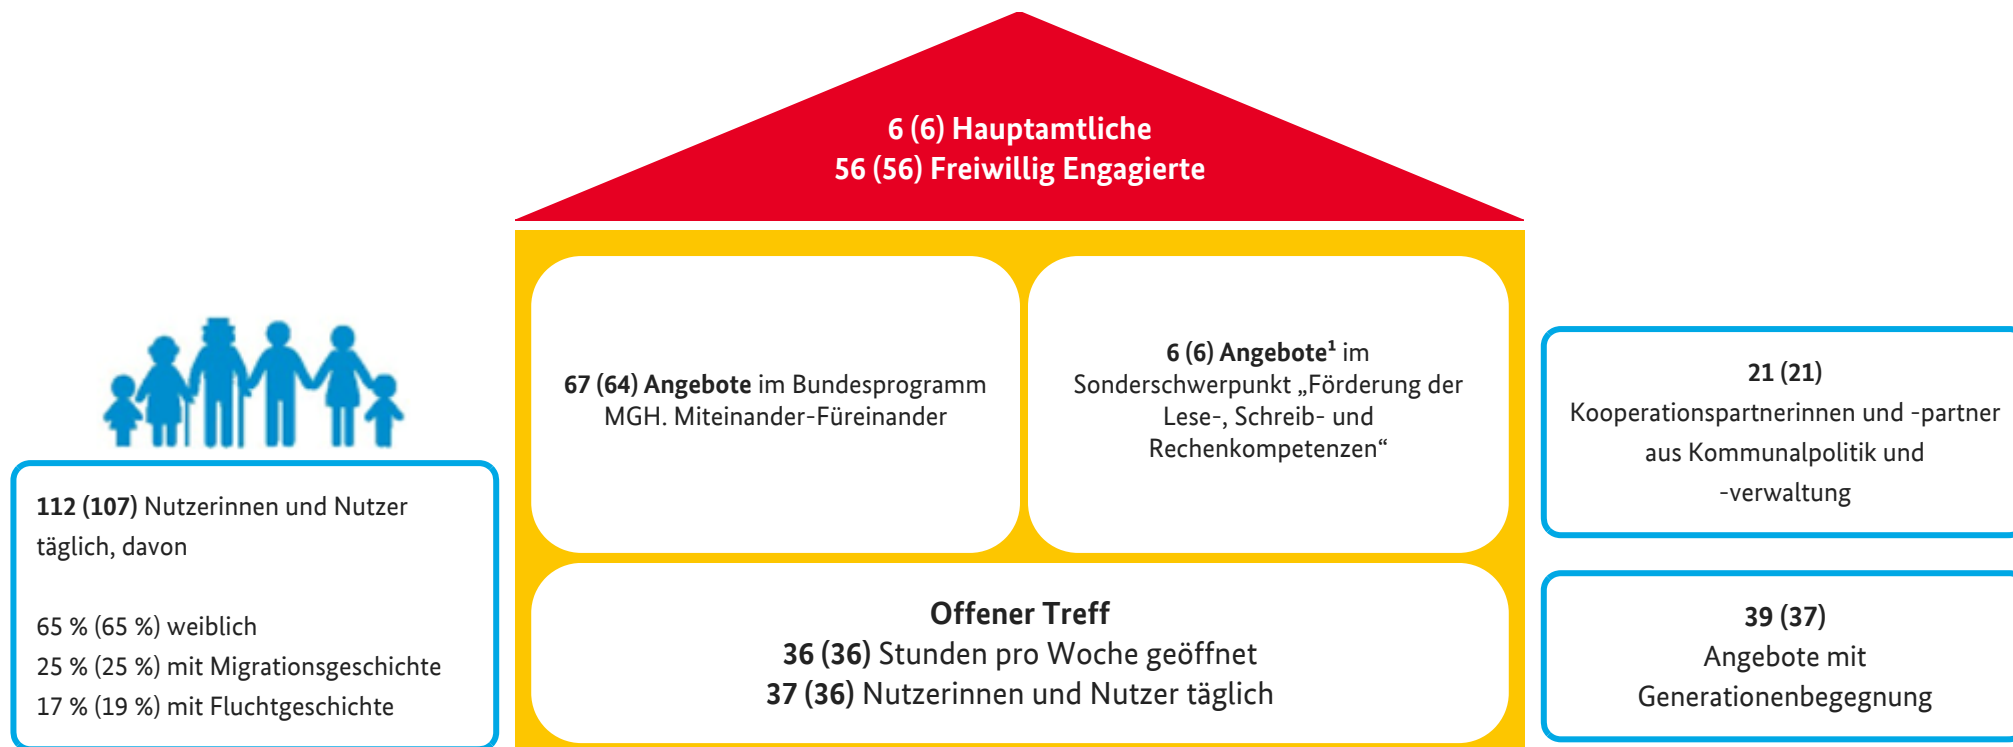 6 (6) Hauptamtliche
56 (56) Freiwillig Engagierte
67 (64) Angebote im Bundesprogramm
MGH. Miteinander-Füreinander
6 (6) Angebote¹ im
Sonderschwerpunkt „Förderung der
Lese-, Schreib- und
Rechenkompetenzen“
Offener Treff
36 (36) Stunden pro Woche geöffnet
37 (36) Nutzerinnen und Nutzer täglich
112 (107) Nutzerinnen und Nutzer
täglich, davon
65 % (65 %) weiblich
25 % (25 %) mit Migrationsgeschichte
17 % (19 %) mit Fluchtgeschichte
21 (21)
Kooperationspartnerinnen und -partner
aus Kommunalpolitik und
-verwaltung
39 (37)
Angebote mit
Generationenbegegnung